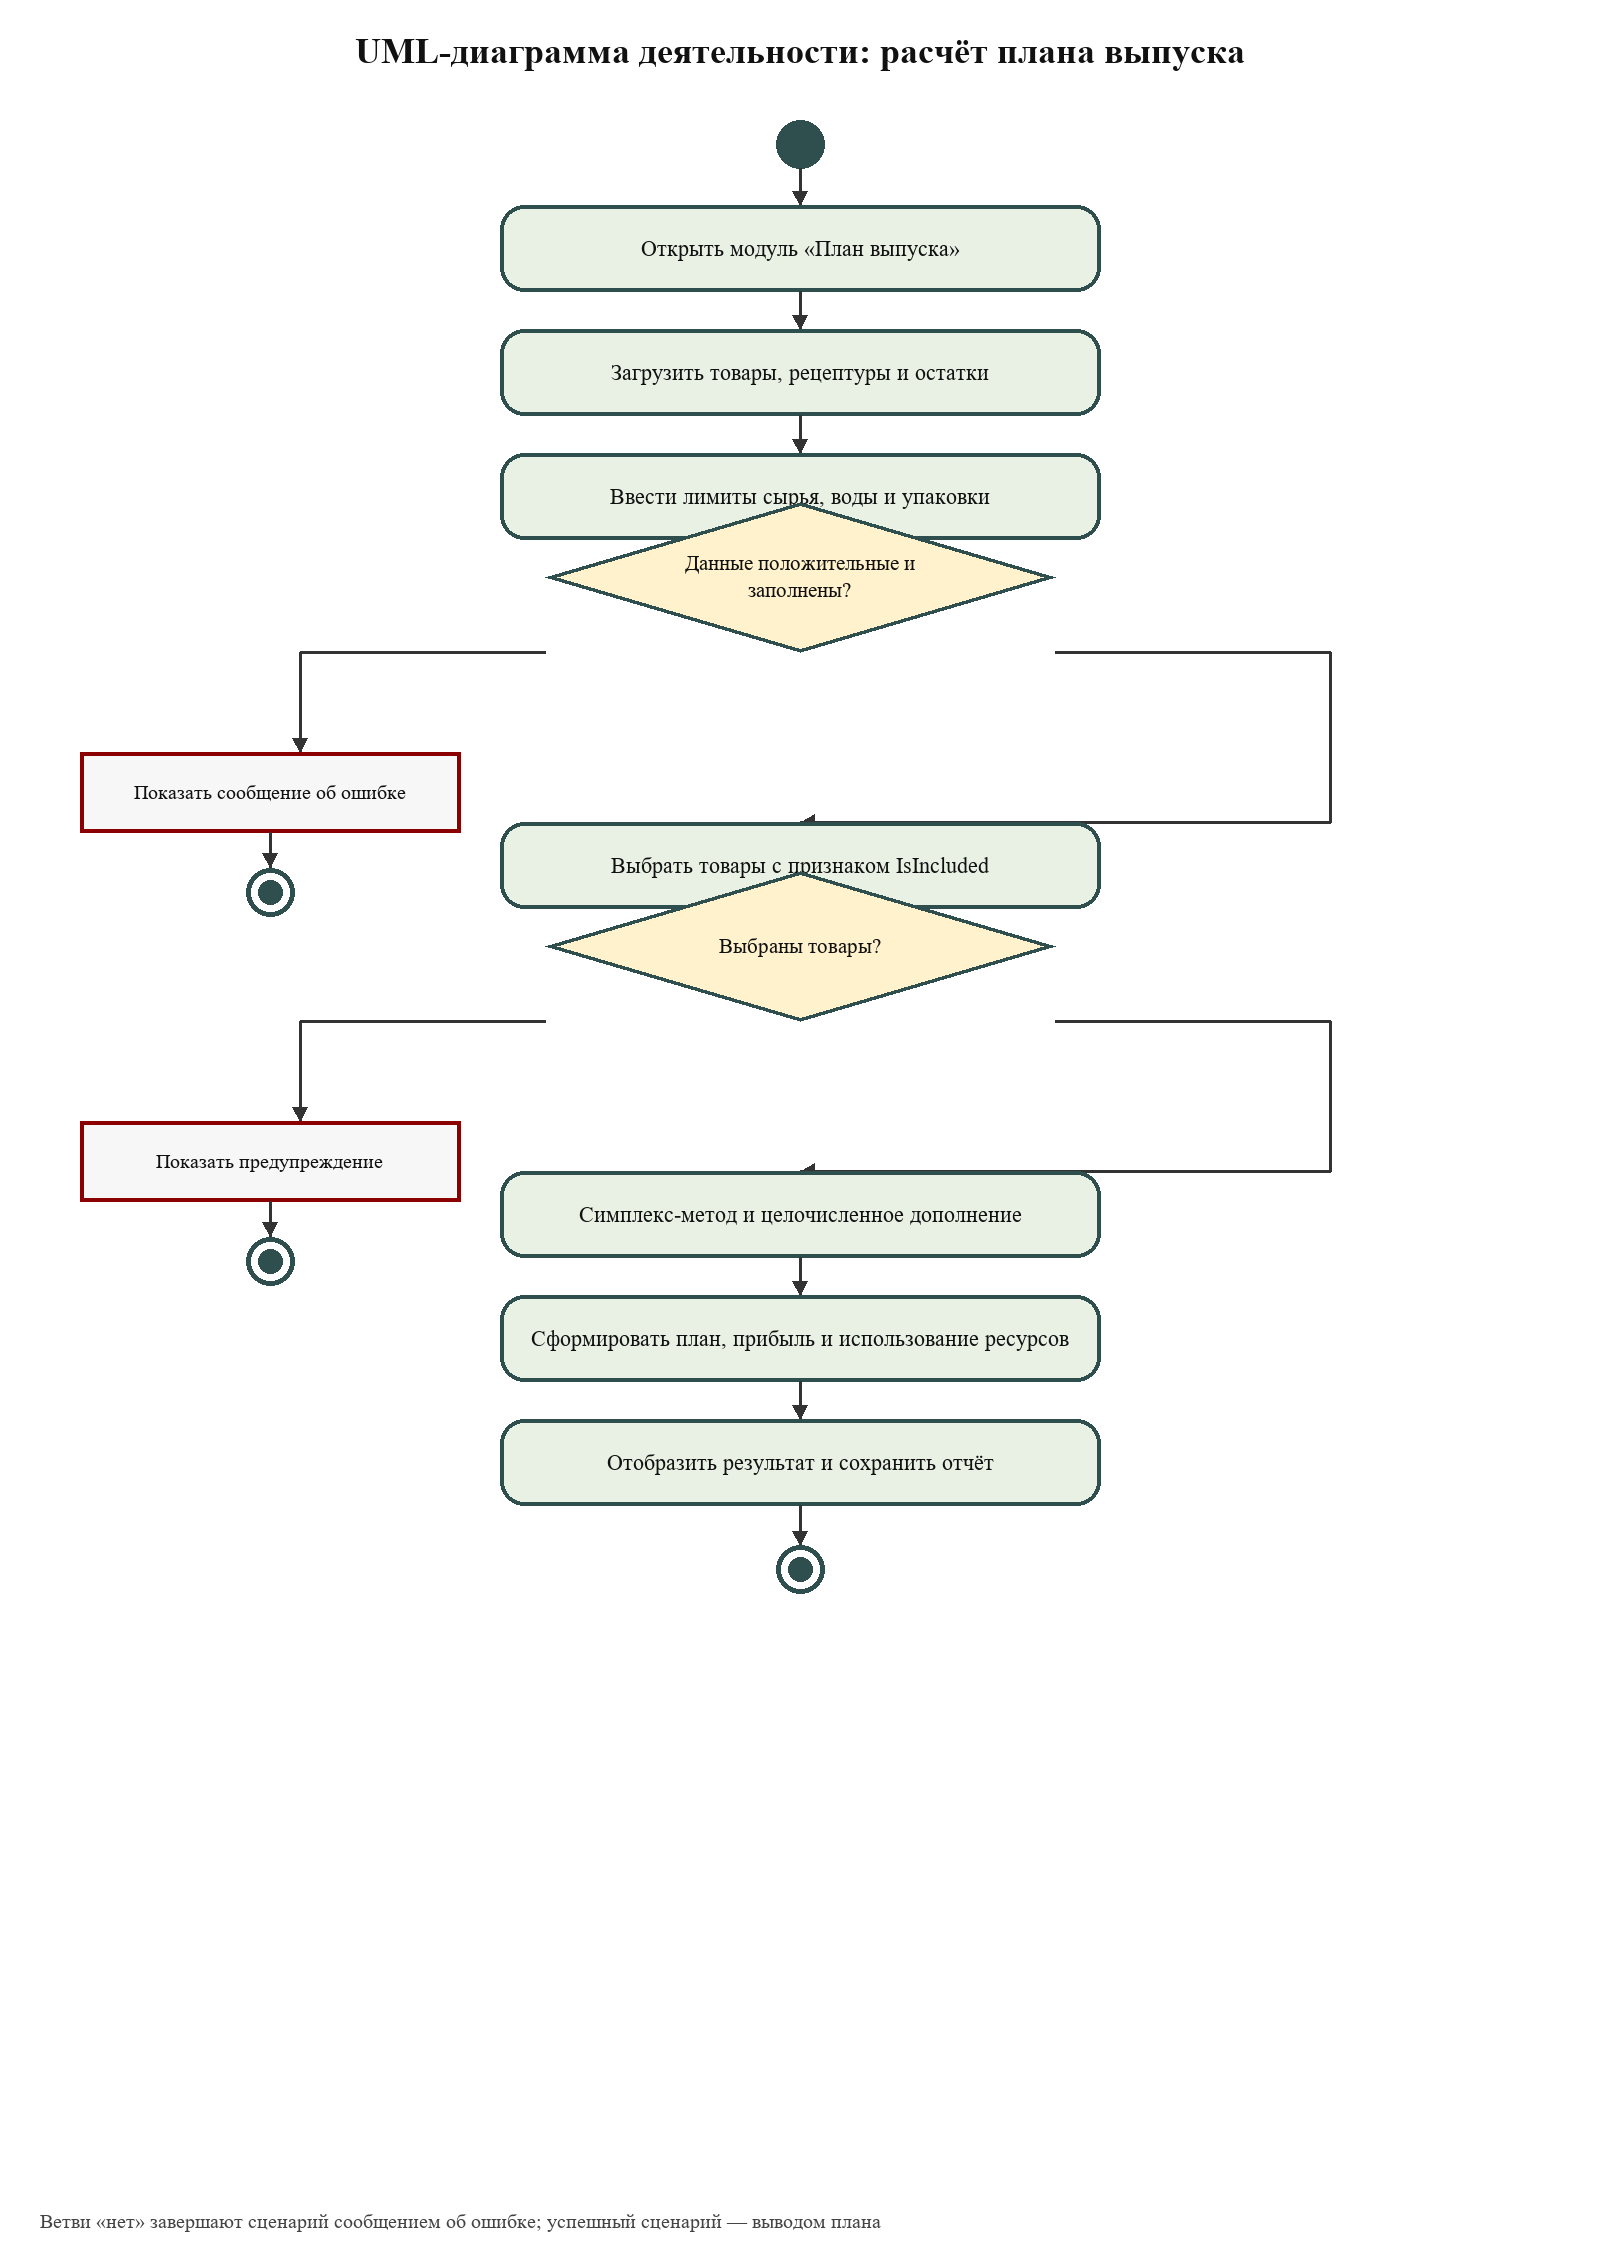 UML-диаграмма деятельности: расчёт плана выпуска
Открыть модуль «План выпуска»
Загрузить товары, рецептуры и остатки
Ввести лимиты сырья, воды и упаковки
Данные положительные и
заполнены?
Показать сообщение об ошибке
Выбрать товары с признаком IsIncluded
Выбраны товары?
Показать предупреждение
Симплекс-метод и целочисленное дополнение
Сформировать план, прибыль и использование ресурсов
Отобразить результат и сохранить отчёт
Ветви «нет» завершают сценарий сообщением об ошибке; успешный сценарий — выводом плана